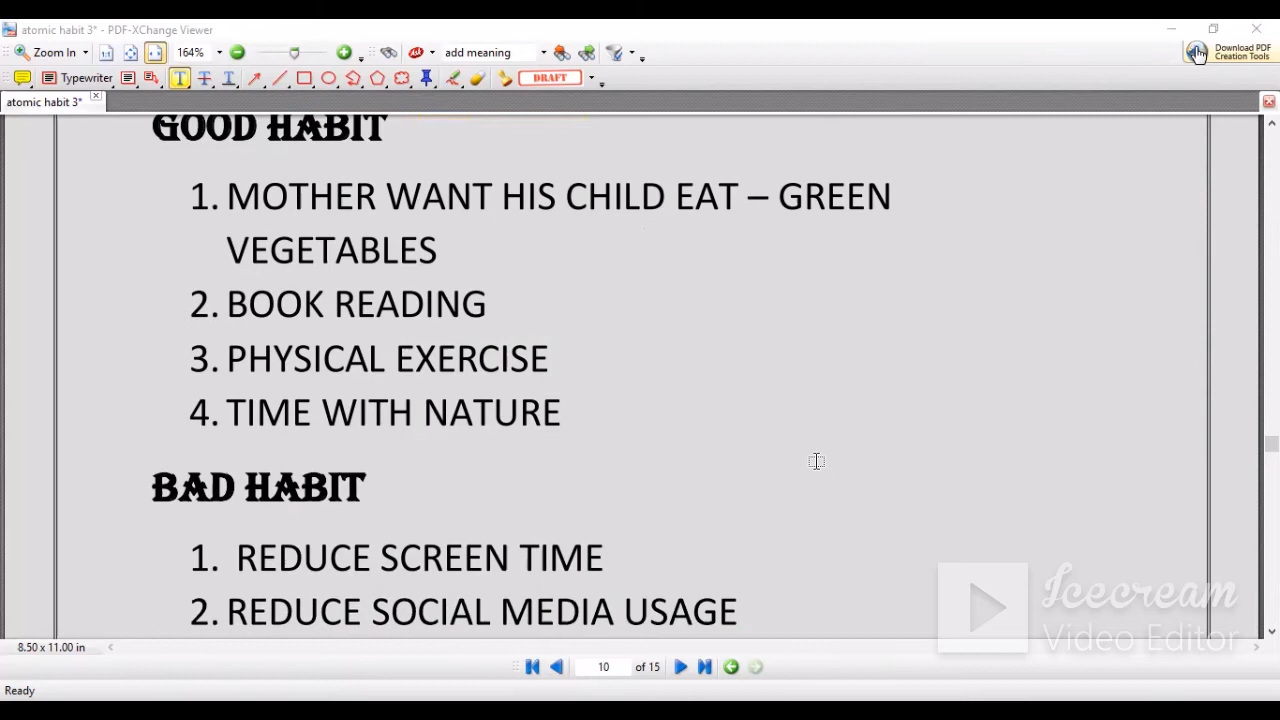 atomic habit 3* - PDF-XChange Viewer
Zoom In 164% add meaning Download PDF
Creation Tools
Typewriter DRAFT
atomic habit 3*
GOOD HABIT
1. MOTHER WANT HIS CHILD EAT – GREEN
VEGETABLES
2. BOOK READING
3. PHYSICAL EXERCISE
4. TIME WITH NATURE
BAD HABIT
1. REDUCE SCREEN TIME
2. REDUCE SOCIAL MEDIA USAGE
Icecream
Video Editor
8.50 x 11.00 in
10 of 15
Ready